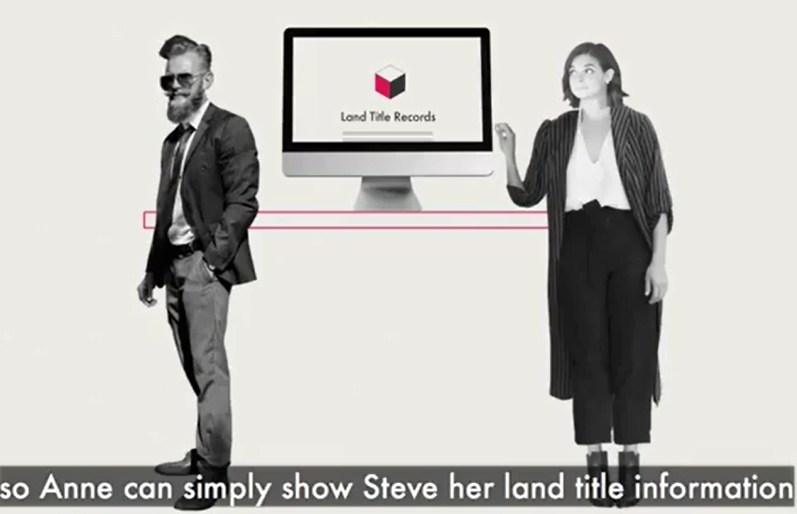 Land Title Records
so Anne can simply show Steve her land title information